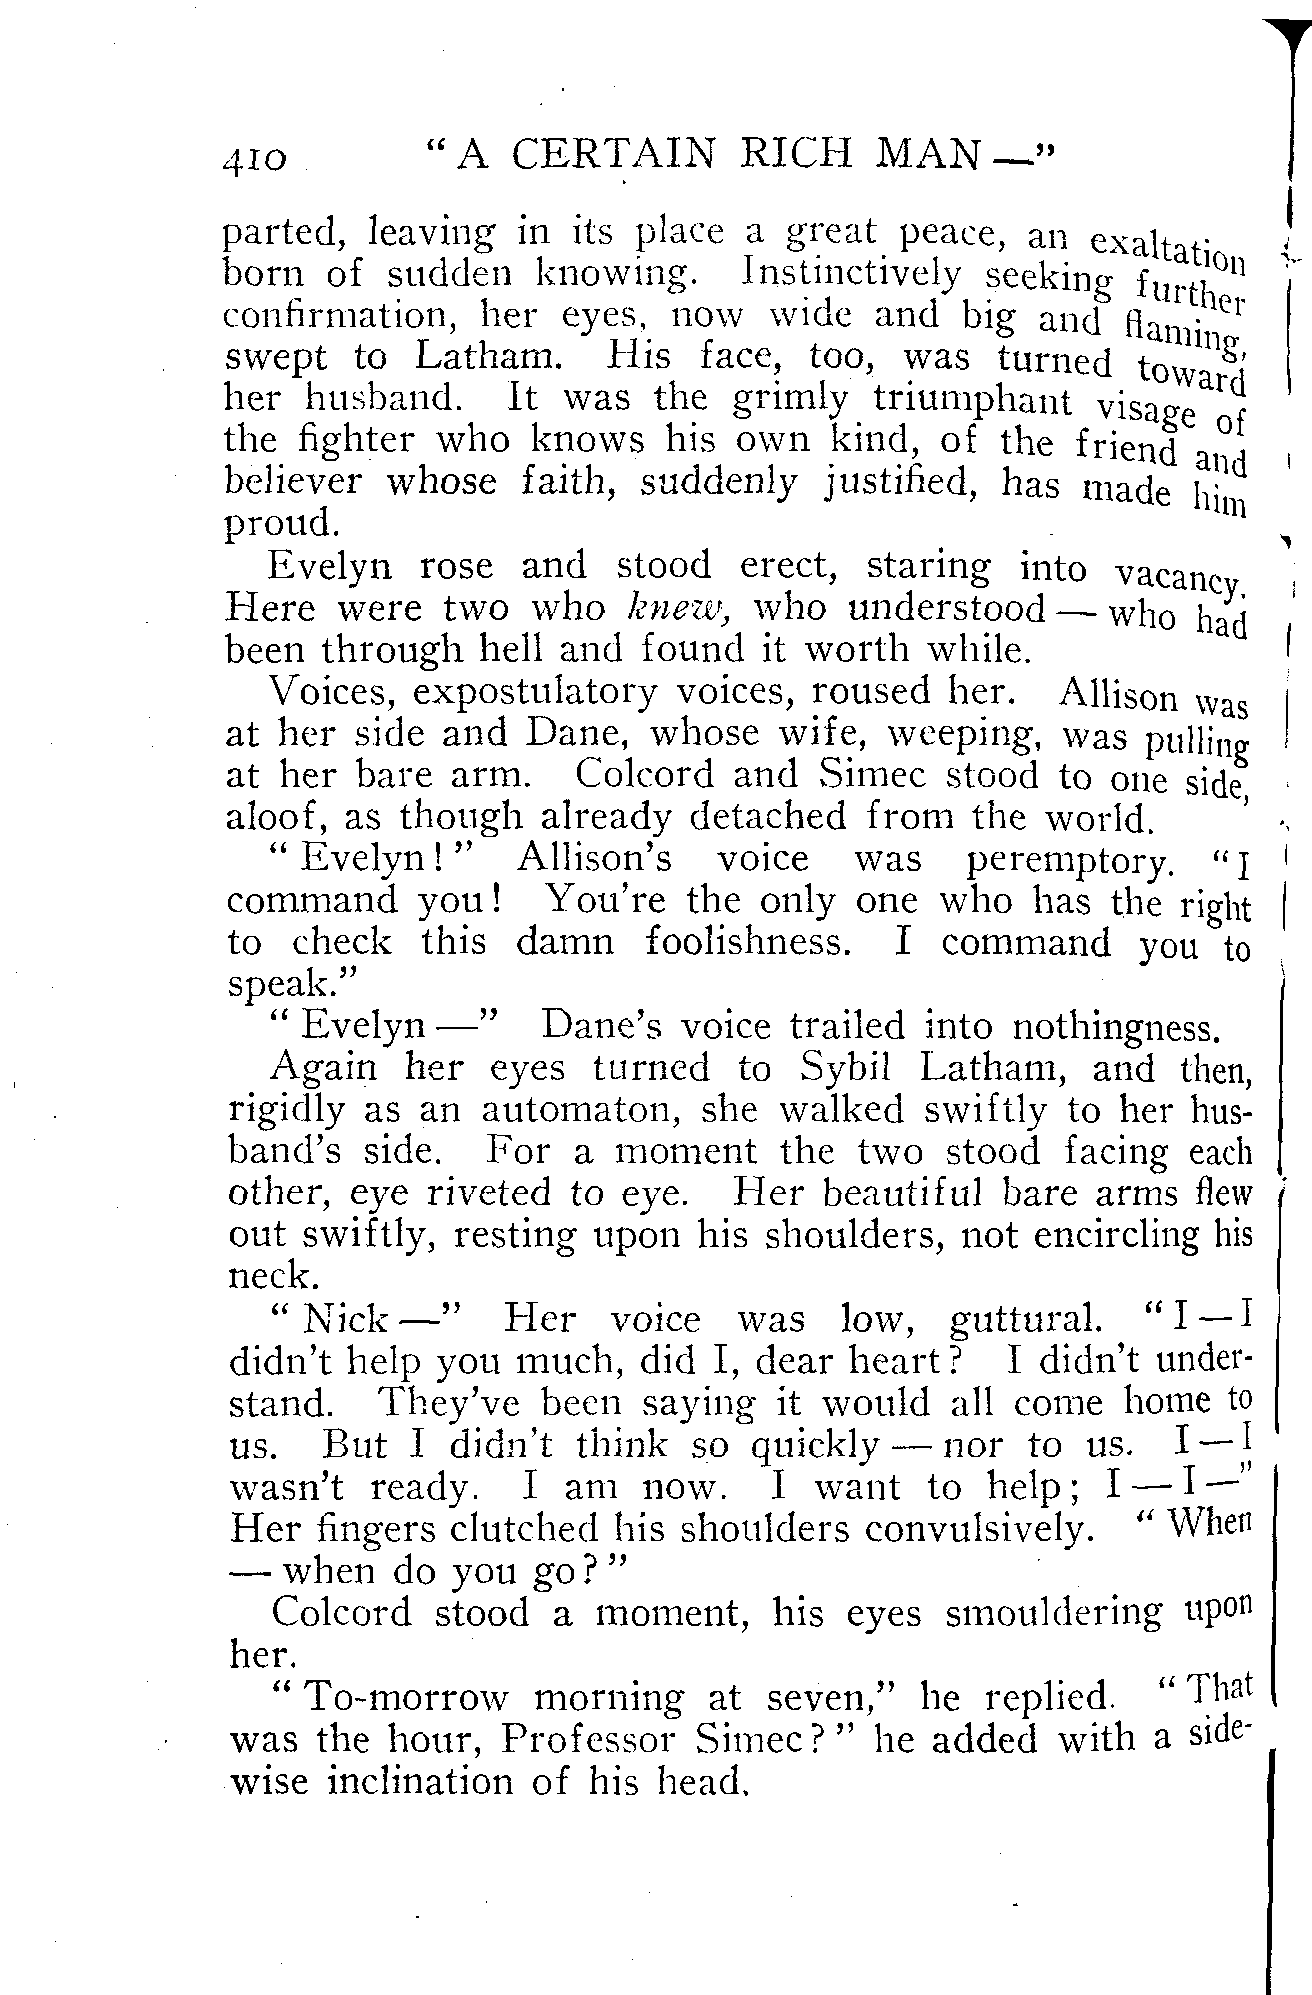 410 "A CERTAIN RICH MAN —"
parted, leaving in its place a great peace, an exaltation
born of sudden knowing. Instinctively seeking further
confirmation, her eyes, now wide and big and flaming,
swept to Latham. His face, too, was turned toward
her husband. It was the grimly triumphant visage of
the fighter who knows his own kind, of the friend and
believer whose faith, suddenly justified, has made him
proud.
Evelyn rose and stood erect, staring into vacancy.
Here were two who knew, who understood — who had
been through hell and found it worth while.
Voices, expostulatory voices, roused her. Allison was
at her side and Dane, whose wife, weeping, was pulling
at her bare arm. Colcord and Simec stood to one side,
aloof, as though already detached from the world.
"Evelyn!" Allison's voice was peremptory. "I
command you! You're the only one who has the right
to check this damn foolishness. I command you to
speak."
"Evelyn —" Dane's voice trailed into nothingness.
Again her eyes turned to Sybil Latham, and then,
rigidly as an automaton, she walked swiftly to her hus-
band's side. For a moment the two stood facing each
other, eye riveted to eye. Her beautiful bare arms flew
out swiftly, resting upon his shoulders, not encircling his
neck.
"Nick —" Her voice was low, guttural. "I — I
didn't help you much, did I, dear heart? I didn't under-
stand. They've been saying it would all come home to
us. But I didn't think so quickly — nor to us. I — I
wasn't ready. I am now. I want to help; I — I —"
Her fingers clutched his shoulders convulsively. "When
— when do you go?"
Colcord stood a moment, his eyes smouldering upon
her.
"To-morrow morning at seven," he replied. "That
was the hour, Professor Simec?" he added with a side-
wise inclination of his head.